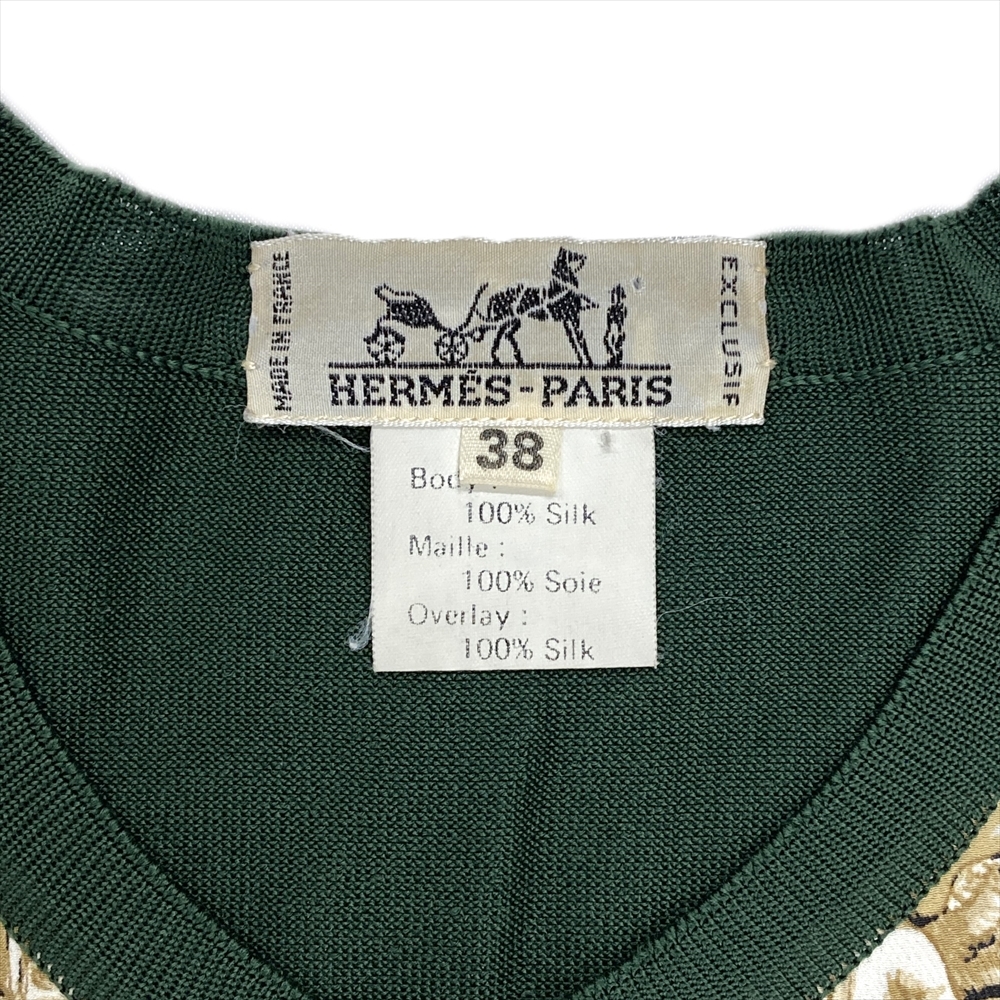 MADE IN FRANCE
EXCLUSIF
HERMÈS-PARIS
38
Body :
100% Silk
Maille :
100% Soie
Overlay :
100% Silk